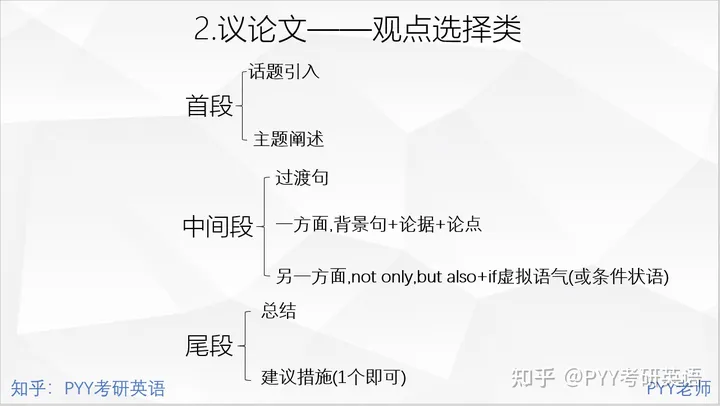 2.议论文——观点选择类
首段
话题引入
主题阐述
中间段
过渡句
一方面,背景句+论据+论点
另一方面,not only,but also+if虚拟语气(或条件状语)
尾段
总结
建议措施(1个即可)
知乎：PYY考研英语
知乎 @PYY考研英语
PYY老师